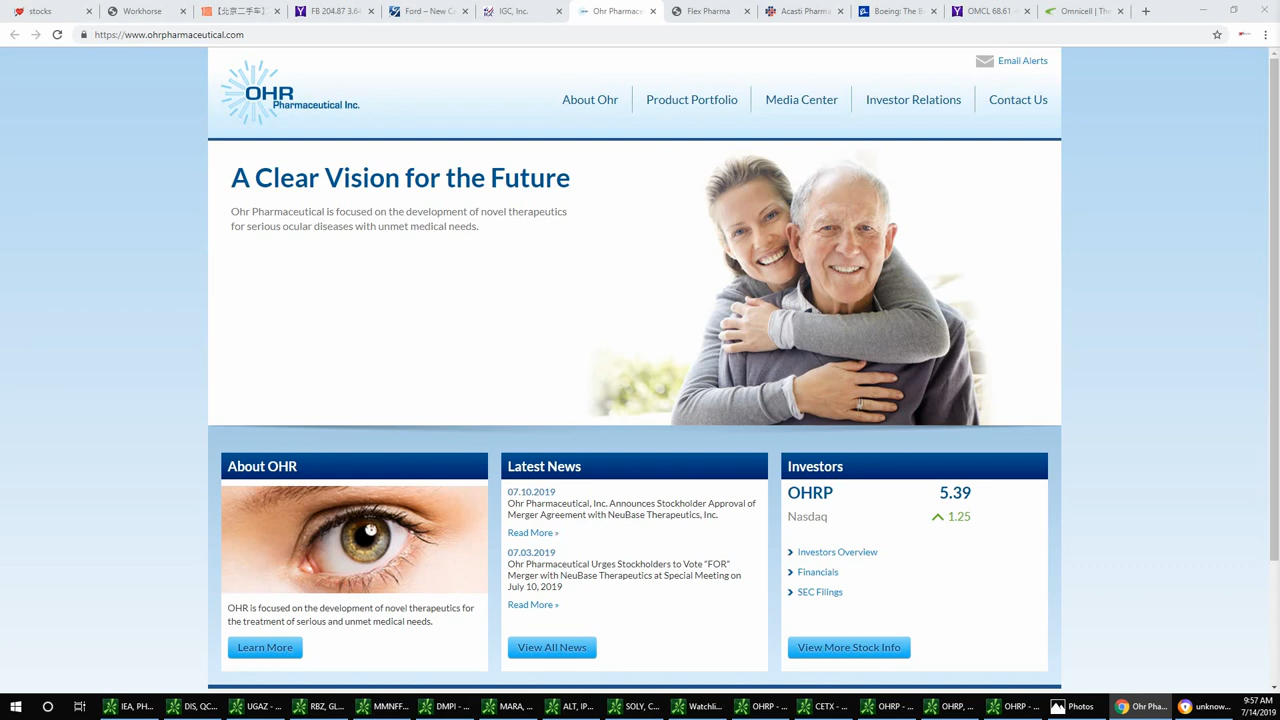 stocks
Workhorse
【北京二手车】
FB 204.87 3.64
Ford – New C
IGC, Inc.
Ohr Pharmace
Flex Pharma
Acasti Pharma
Boeing: The B
OMCL 68.61
Omnicell | The
https://www.ohrpharmaceutical.com
Email Alerts
OHR
Pharmaceutical Inc.
About Ohr
Product Portfolio
Media Center
Investor Relations
Contact Us
A Clear Vision for the Future
Ohr Pharmaceutical is focused on the development of novel therapeutics
for serious ocular diseases with unmet medical needs.
About OHR
OHR is focused on the development of novel therapeutics for
the treatment of serious and unmet medical needs.
Learn More
Latest News
07.10.2019
Ohr Pharmaceutical, Inc. Announces Stockholder Approval of
Merger Agreement with NeuBase Therapeutics, Inc.
Read More »
07.03.2019
Ohr Pharmaceutical Urges Stockholders to Vote “FOR”
Merger with NeuBase Therapeutics at Special Meeting on
July 10, 2019
Read More »
View All News
Investors
OHRP 5.39
Nasdaq 1.25
Investors Overview
Financials
SEC Filings
View More Stock Info
IEA, PH...
DIS, QC...
UGAZ - ...
RBZ, GL...
MMNFF...
DMPI - ...
MARA, ...
ALT, IP...
SOLY, C...
Watchli...
OHRP - ...
CETX - ...
OHRP - ...
OHRP, ...
OHRP - ...
Photos
Ohr Pha...
unknow...
9:57 AM
7/14/2019